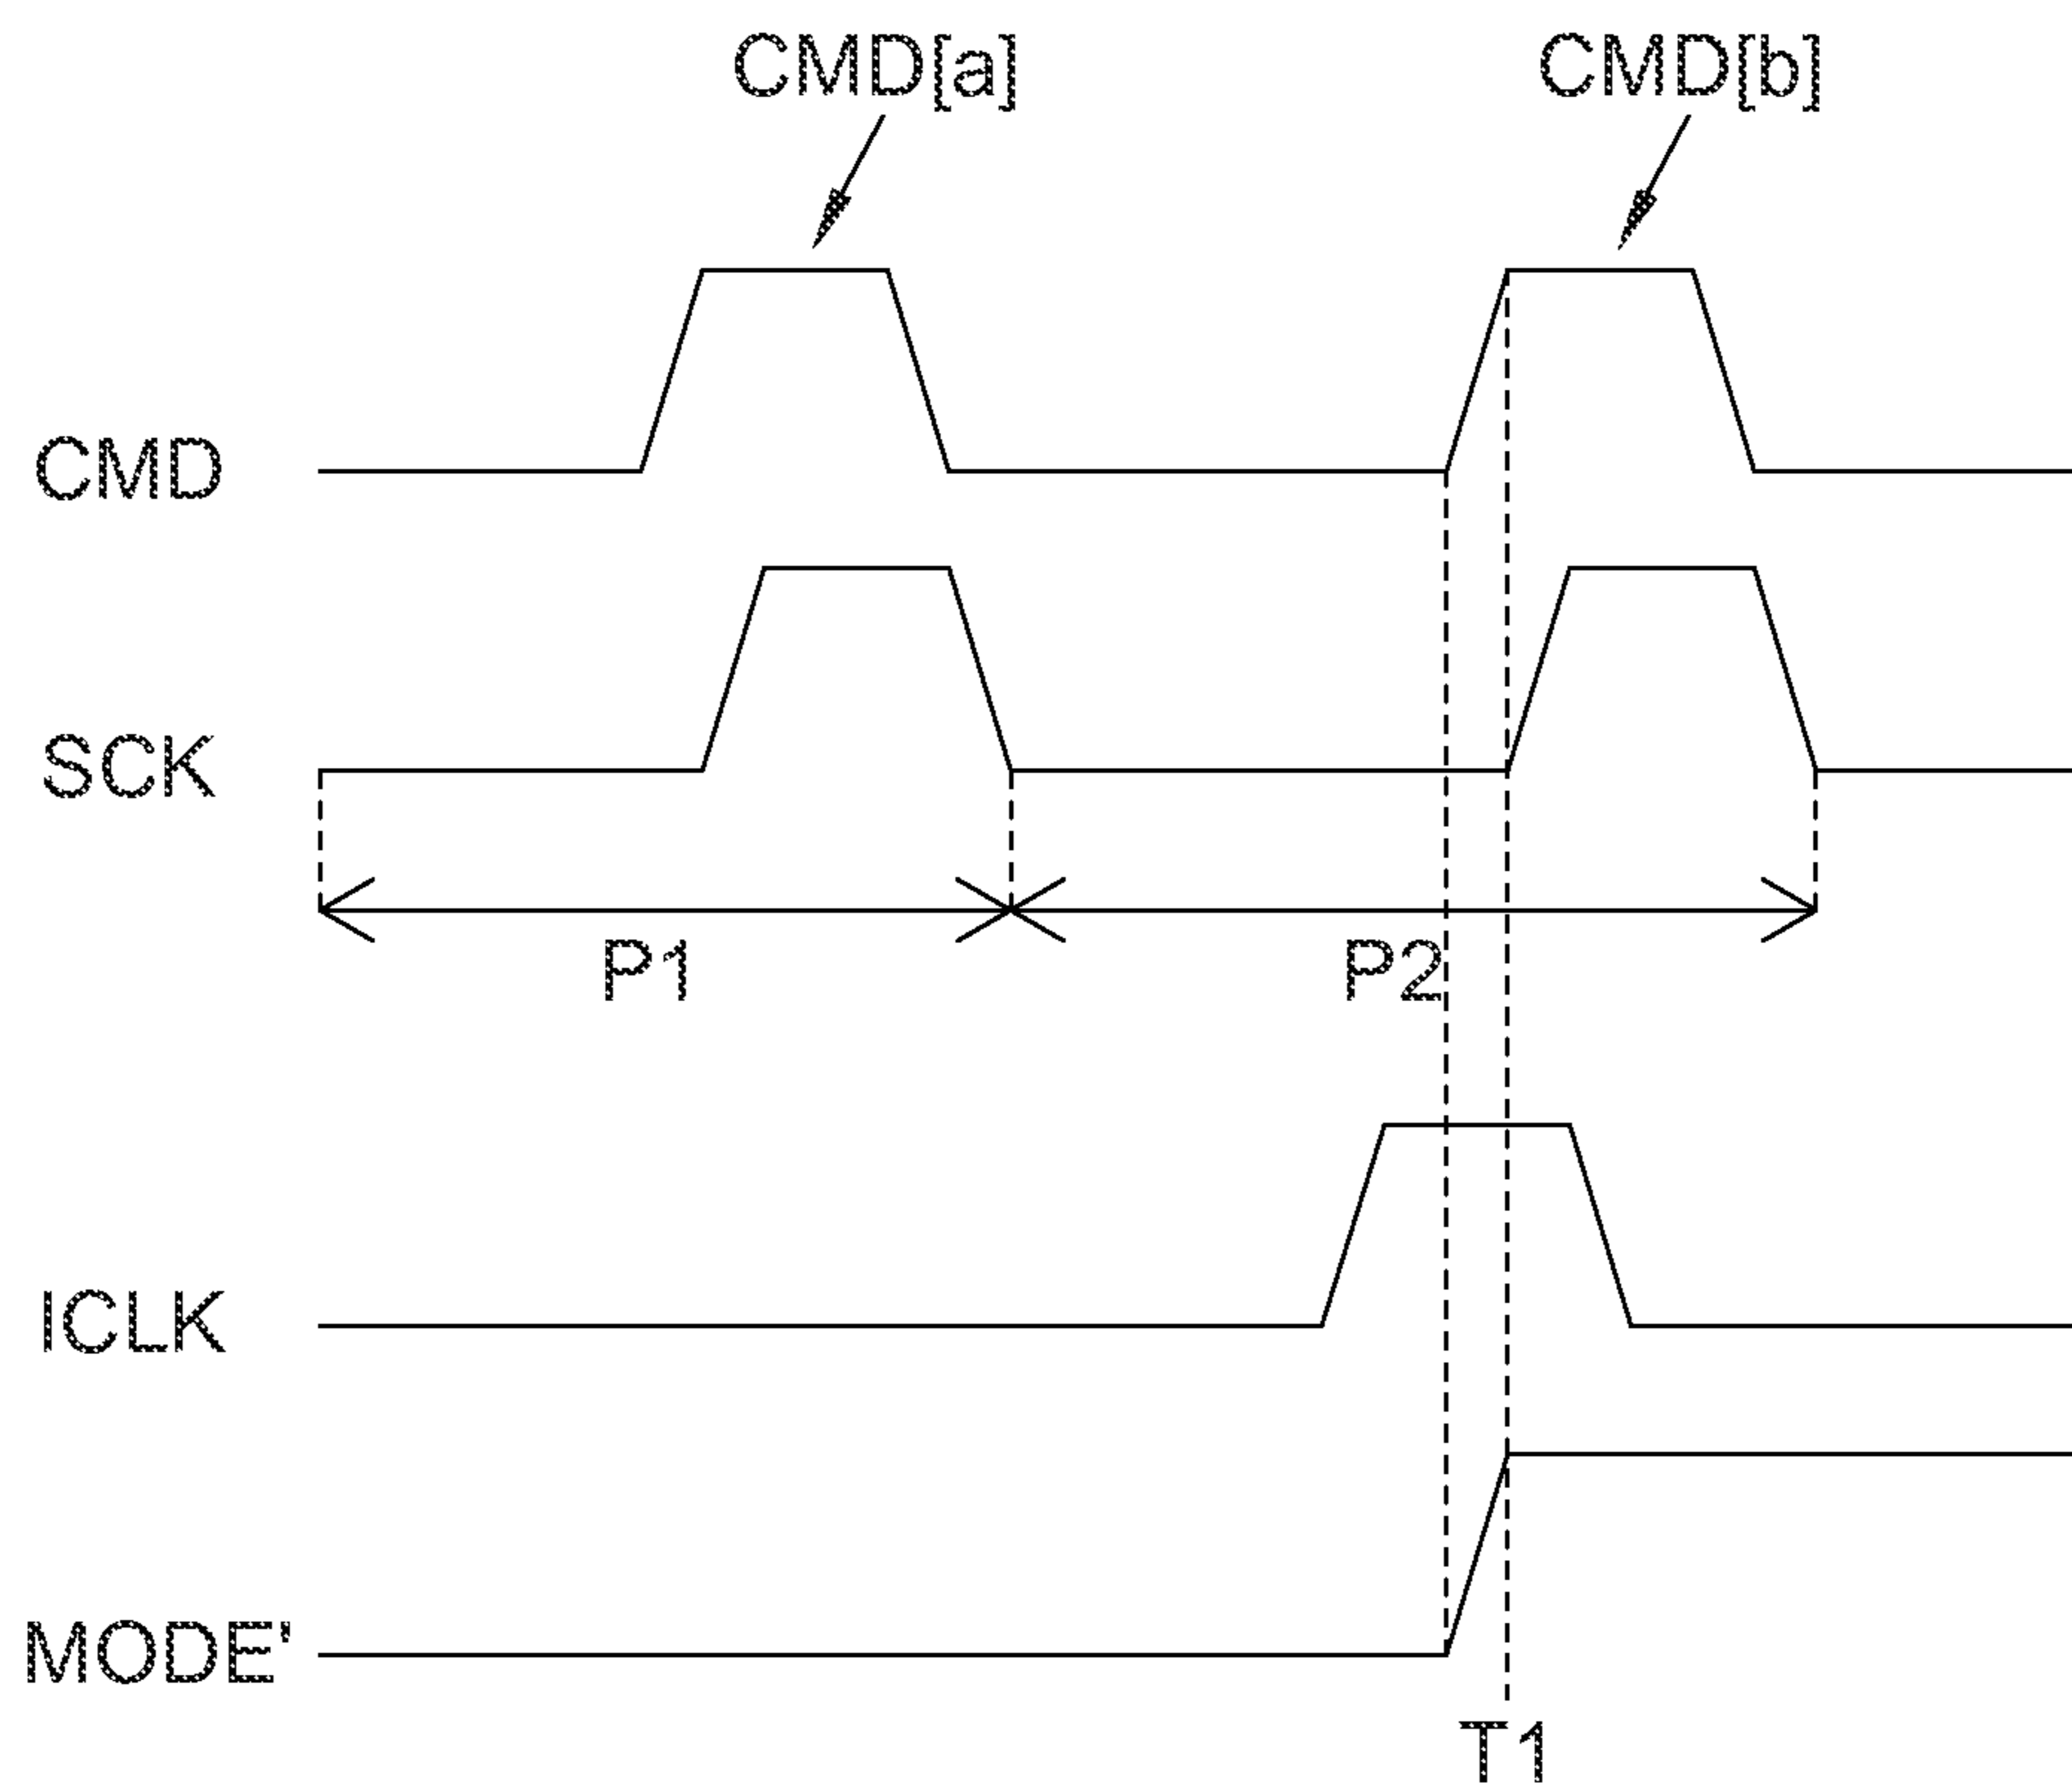 CMD[a]
CMD[b]
CMD
SCK
P1
P2
ICLK
MODE'
T1